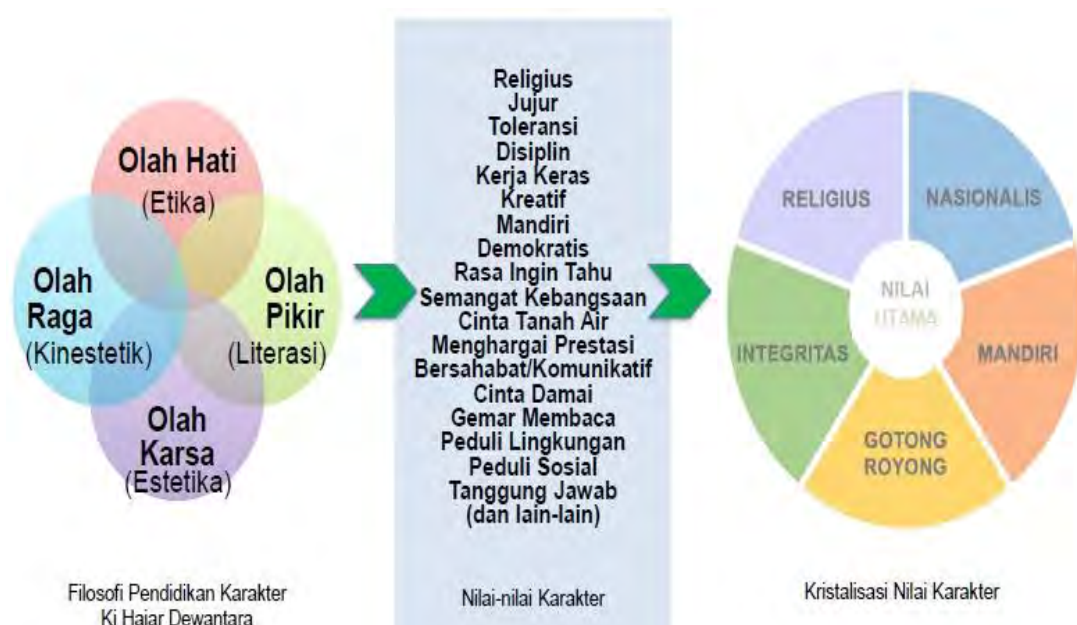 Olah Hati
(Etika)
Olah
Raga
(Kinestetik)
Olah
Pikir
(Literasi)
Olah
Karsa
(Estetika)
Filosofi Pendidikan Karakter
Ki Hajar Dewantara
Religius
Jujur
Toleransi
Disiplin
Kerja Keras
Kreatif
Mandiri
Demokratis
Rasa Ingin Tahu
Semangat Kebangsaan
Cinta Tanah Air
Menghargai Prestasi
Bersahabat/Komunikatif
Cinta Damai
Gemar Membaca
Peduli Lingkungan
Peduli Sosial
Tanggung Jawab
(dan lain-lain)
Nilai-nilai Karakter
RELIGIUS
NASIONALIS
NILAI
UTAMA
INTEGRITAS
MANDIRI
GOTONG
ROYONG
Kristalisasi Nilai Karakter